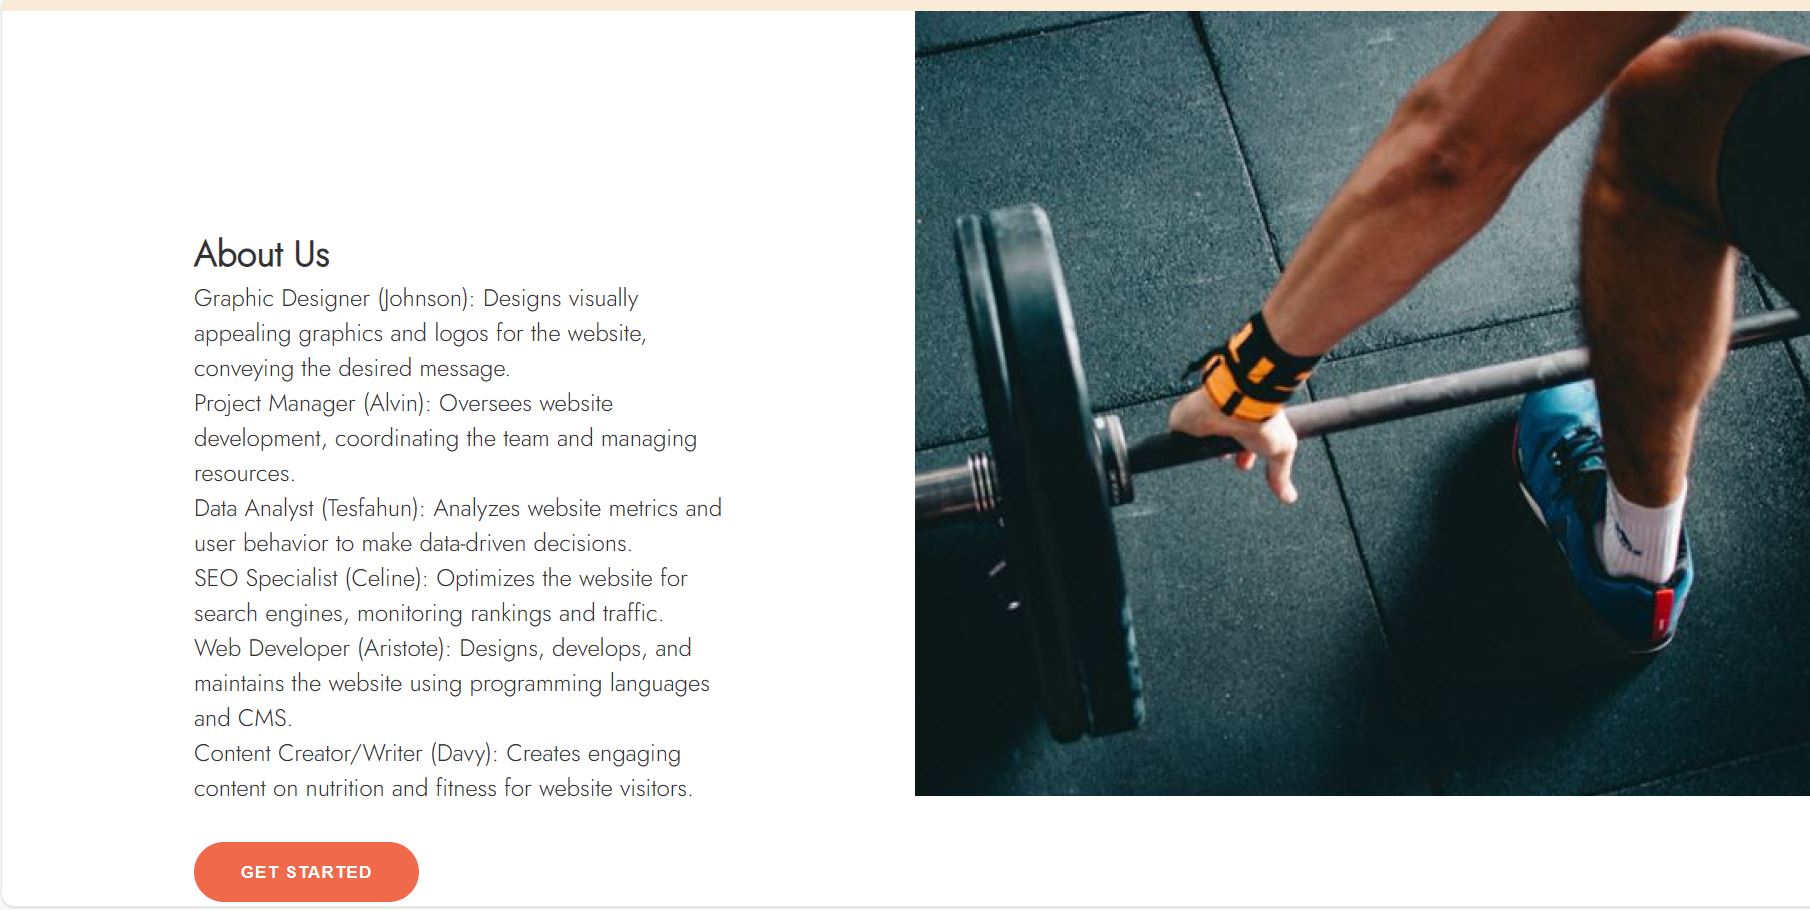 About Us
Graphic Designer (Johnson): Designs visually
appealing graphics and logos for the website,
conveying the desired message.
Project Manager (Alvin): Oversees website
development, coordinating the team and managing
resources.
Data Analyst (Tesfahun): Analyzes website metrics and
user behavior to make data-driven decisions.
SEO Specialist (Celine): Optimizes the website for
search engines, monitoring rankings and traffic.
Web Developer (Aristote): Designs, develops, and
maintains the website using programming languages
and CMS.
Content Creator/Writer (Davy): Creates engaging
content on nutrition and fitness for website visitors.
GET STARTED